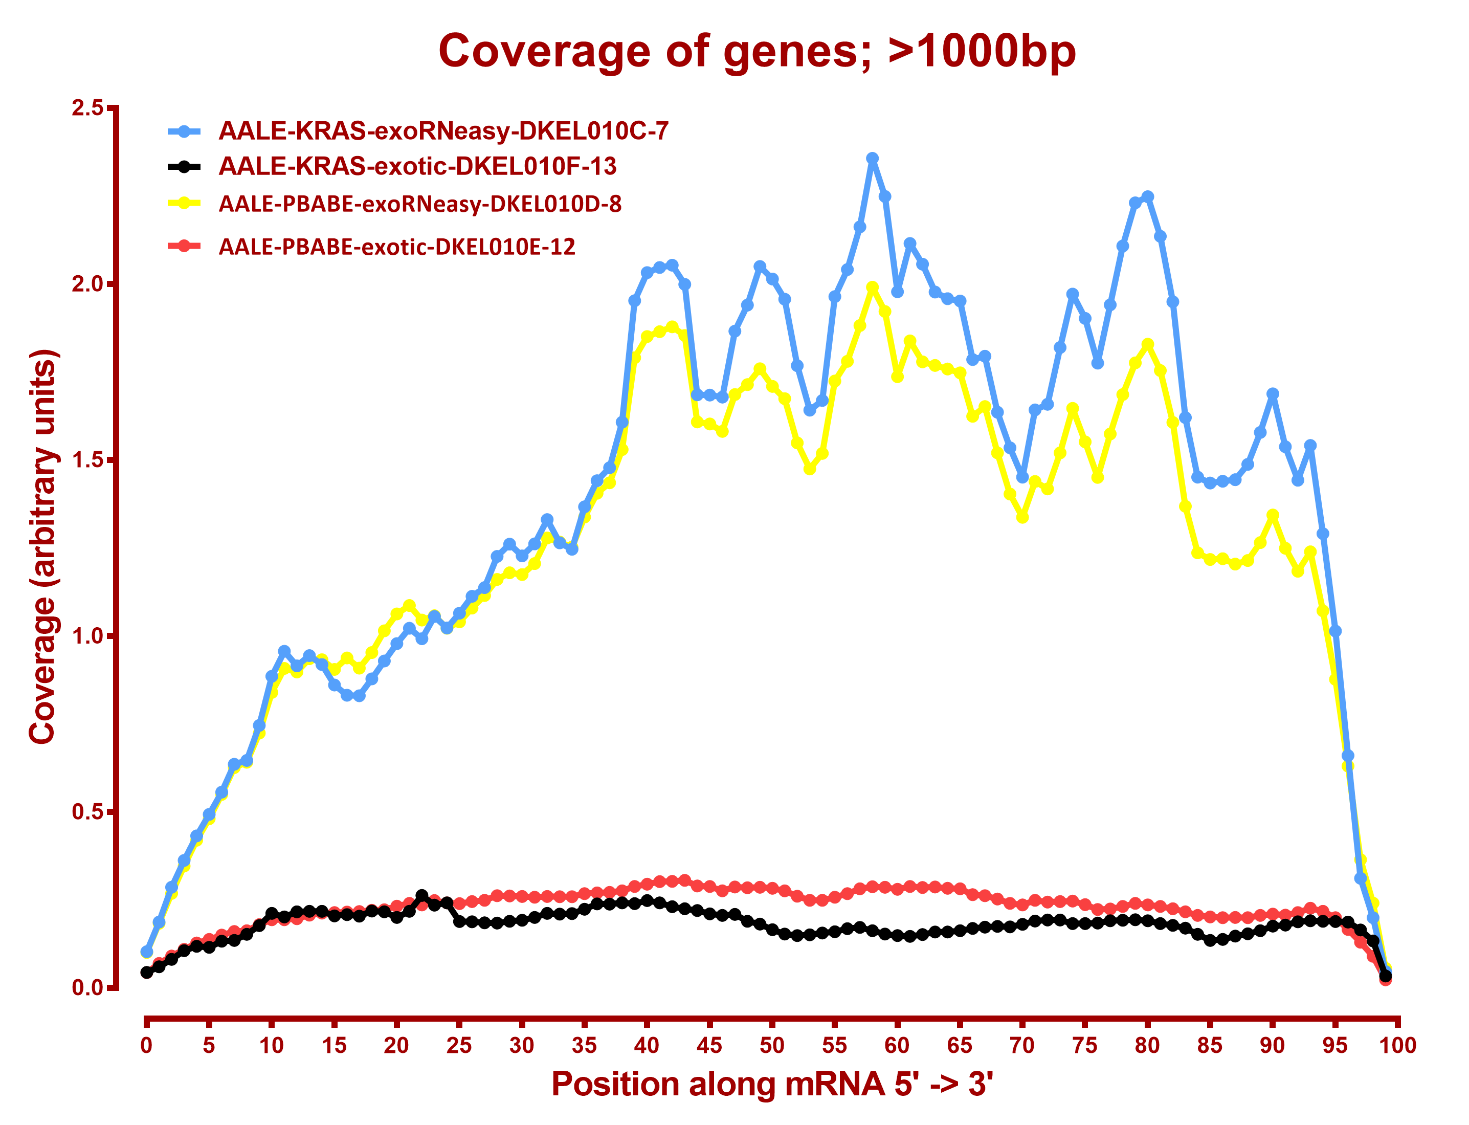 Coverage of genes; >1000bp
2.5
AALE-KRAS-exoRNeasy-DKEL010C-7
AALE-KRAS-exotic-DKEL010F-13
AALE-PBABE-exoRNeasy-DKEL010D-8
AALE-PBABE-exotic-DKEL010E-12
2.0
1.5
1.0
0.5
0.0
Coverage (arbitrary units)
0 5 10 15 20 25 30 35 40 45 50 55 60 65 70 75 80 85 90 95 100
Position along mRNA 5' -> 3'